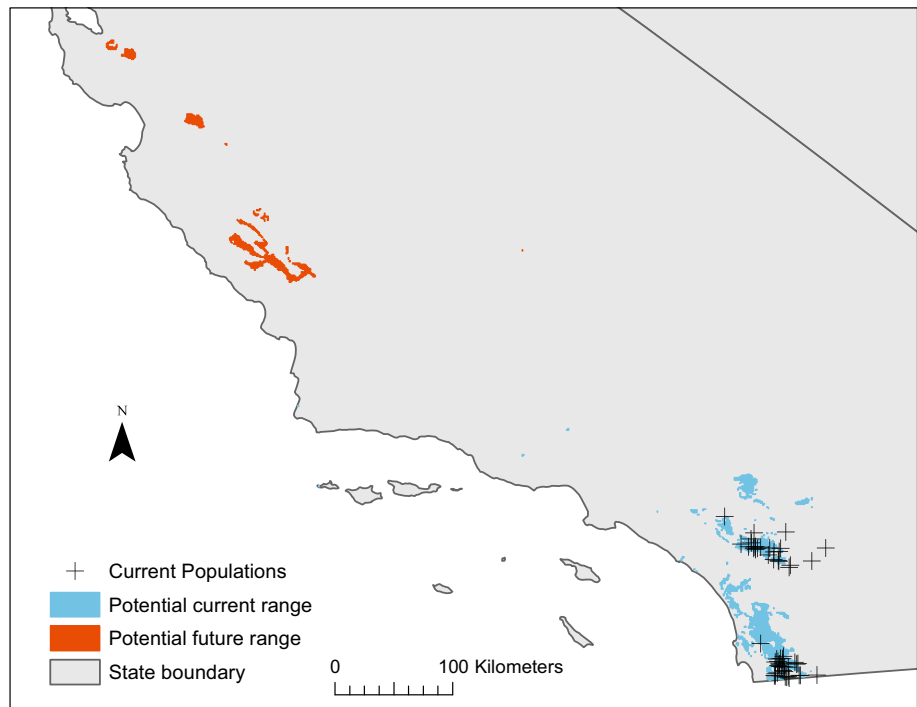 N
Current Populations
Potential current range
Potential future range
State boundary
0 100 Kilometers